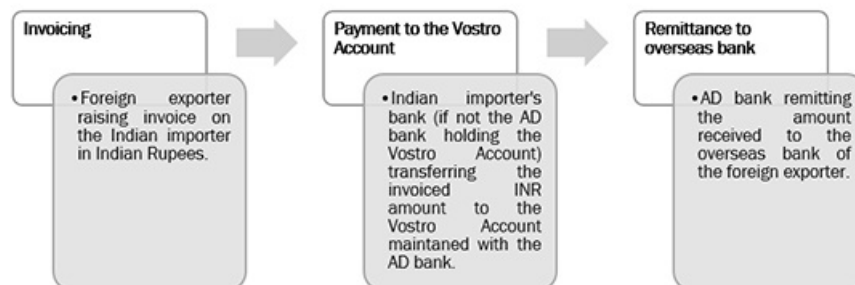 Invoicing
•Foreign exporter
raising invoice on
the Indian importer
in Indian Rupees.
Payment to the Vostro
Account
•Indian importer's
bank (if not the AD
bank holding the
Vostro Account)
transferring the
invoiced INR
amount to the
Vostro Account
maintaned with the
AD bank.
Remittance to
overseas bank
•AD bank remitting
the amount
received to the
overseas bank of
the foreign exporter.